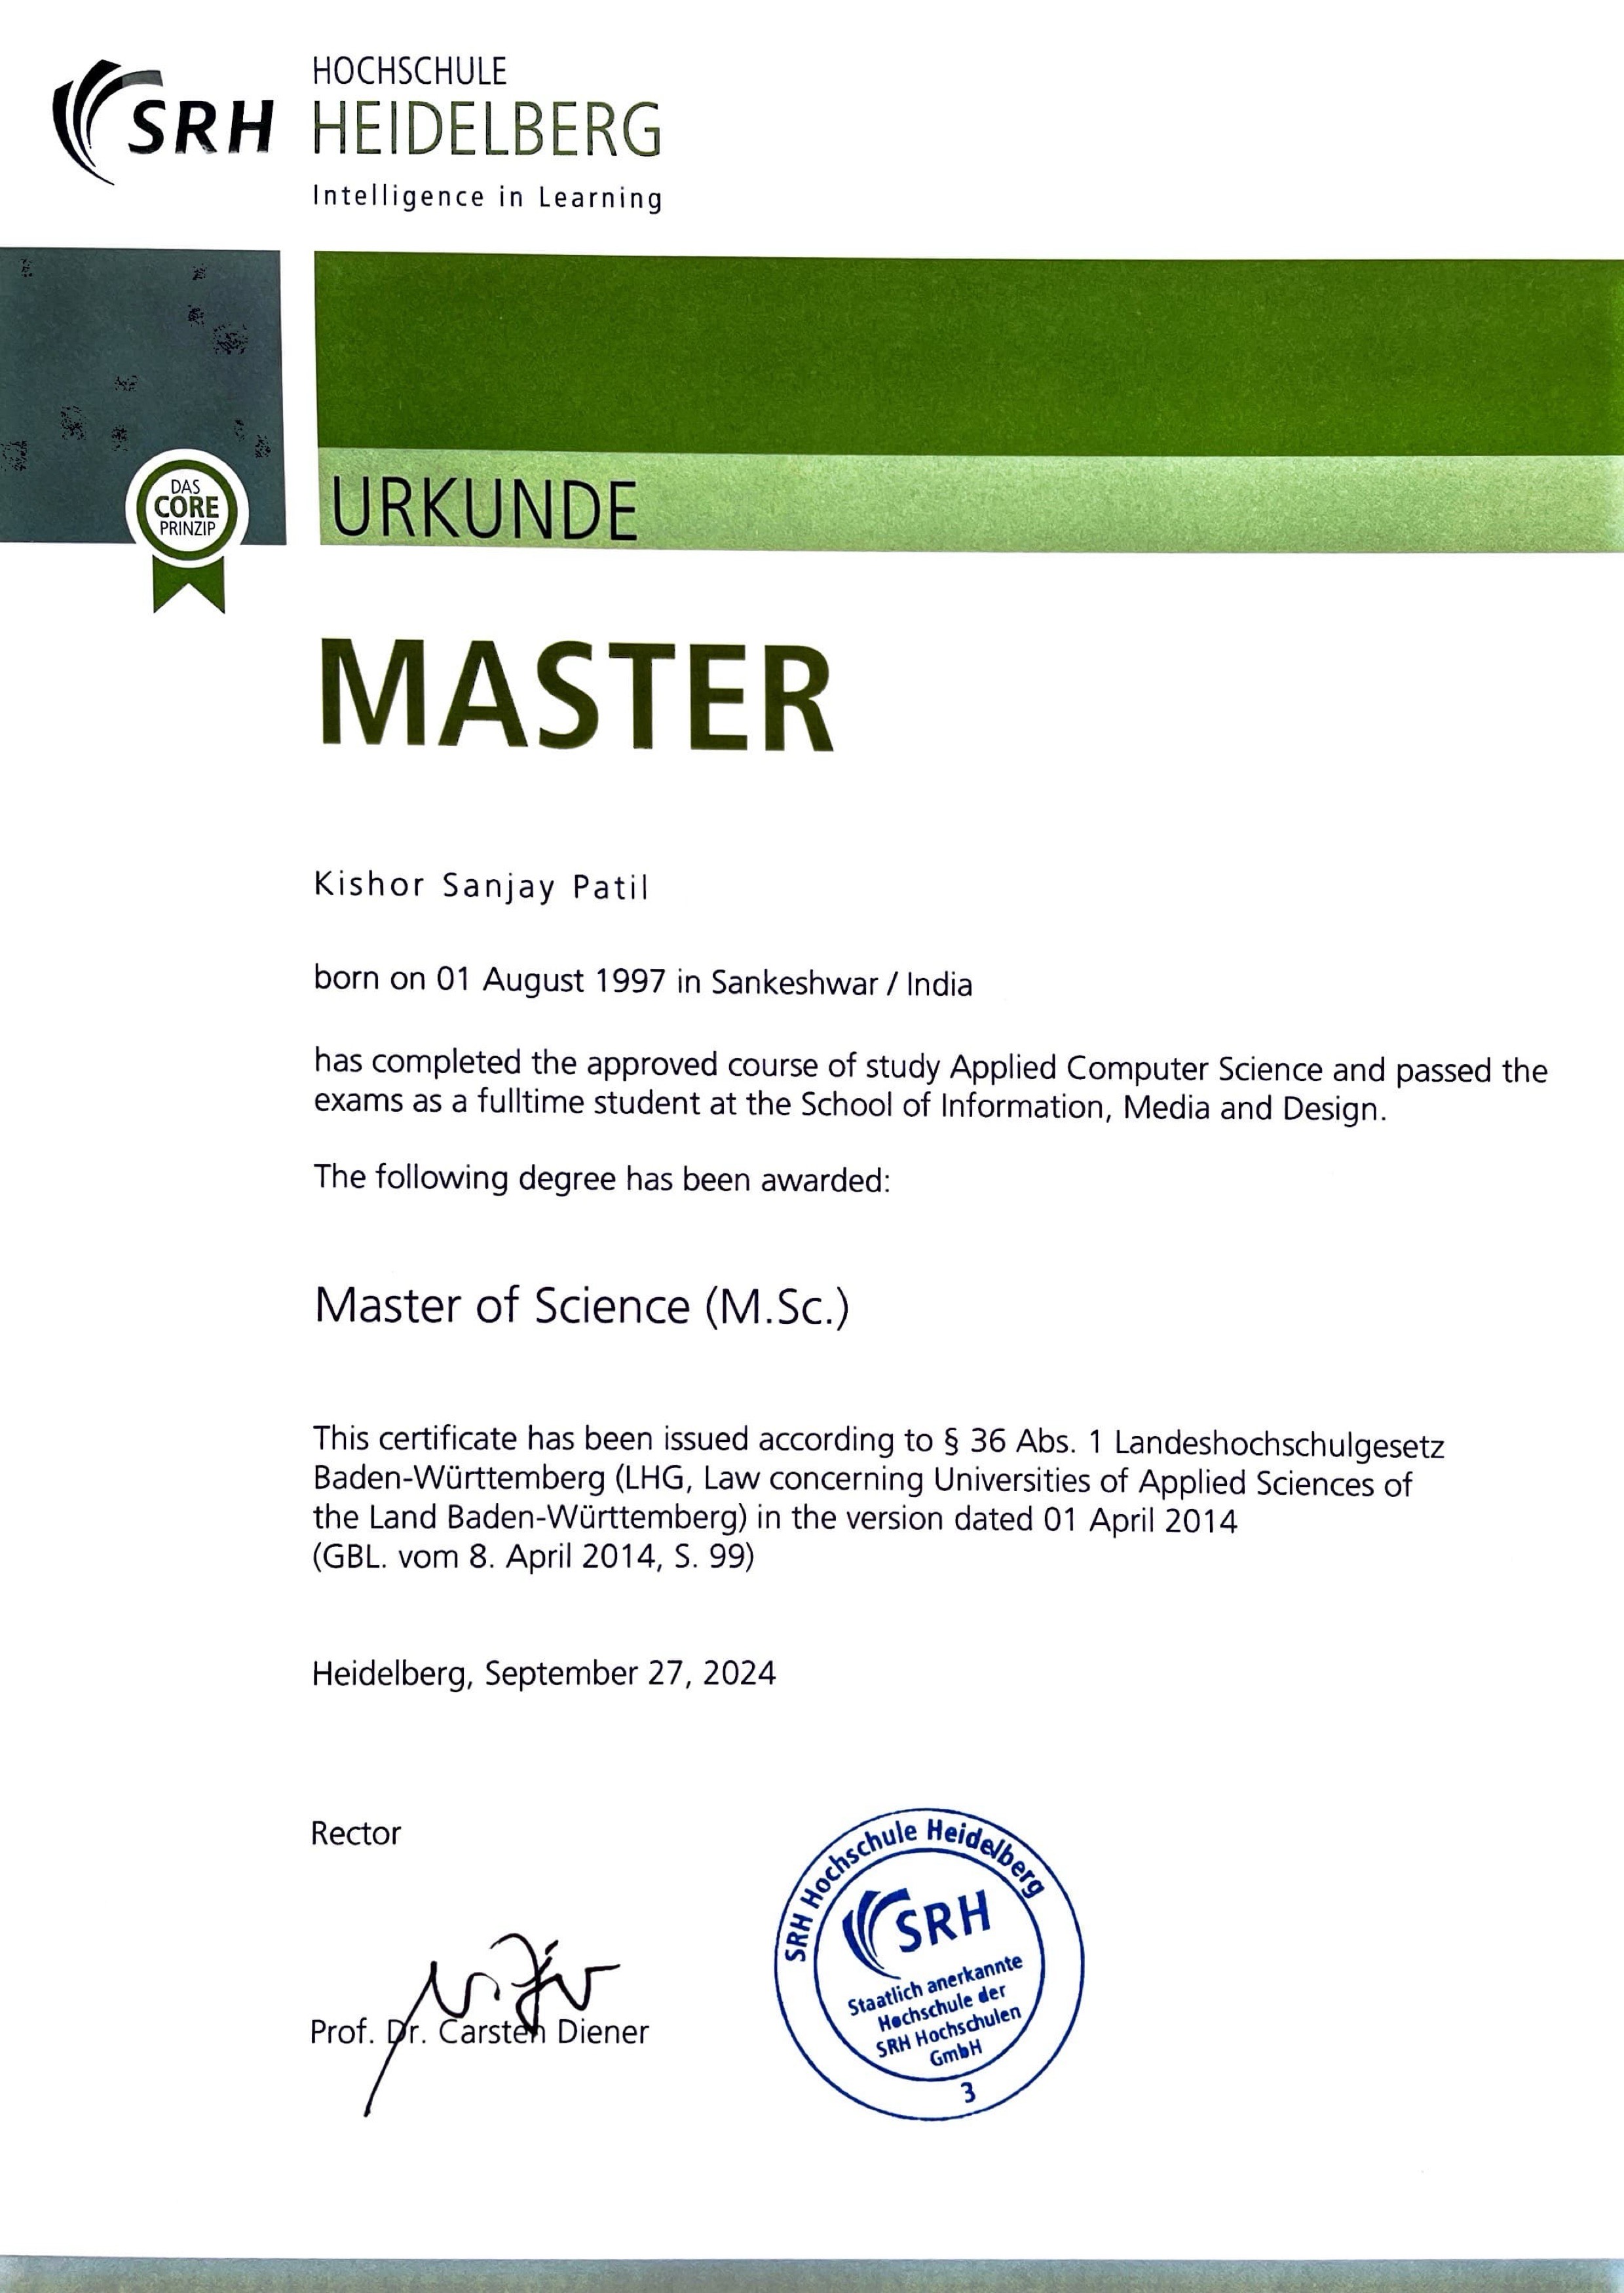 SRH
HOCHSCHULE
HEIDELBERG
Intelligence in Learning
DAS
CORE
PRINZIP
URKUNDE
MASTER
Kishor Sanjay Patil
born on 01 August 1997 in Sankeshwar / India
has completed the approved course of study Applied Computer Science and passed the
exams as a fulltime student at the School of Information, Media and Design.
The following degree has been awarded:
Master of Science (M.Sc.)
This certificate has been issued according to § 36 Abs. 1 Landeshochschulgesetz
Baden-Württemberg (LHG, Law concerning Universities of Applied Sciences of
the Land Baden-Württemberg) in the version dated 01 April 2014
(GBL. vom 8. April 2014, S. 99)
Heidelberg, September 27, 2024
Rector
Prof. Dr. Carsten Diener
SRH Hochschule Heidelberg
SRH
Staatlich anerkannte
Hochschule der
SRH Hochschulen
GmbH
3